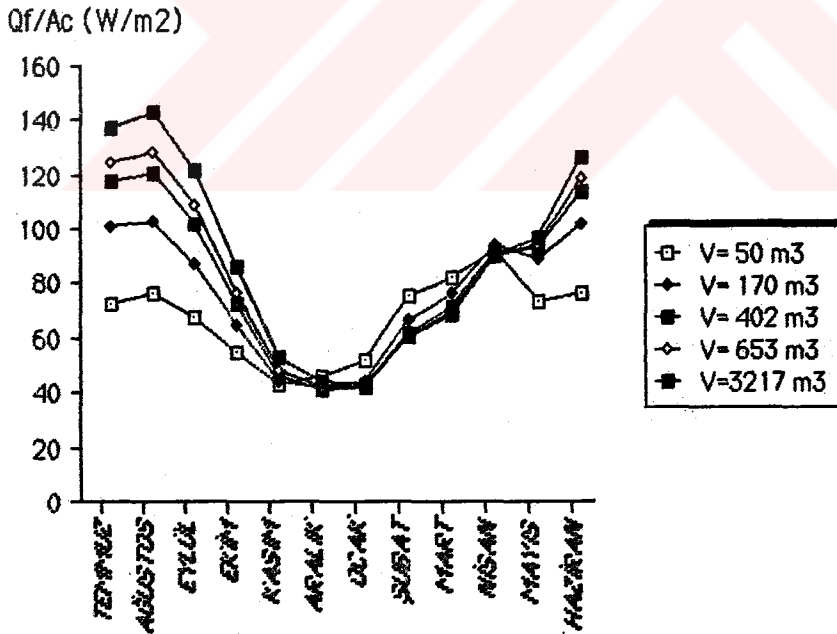 Qf/Ac (W/m2)
160
140
120
100
80
60
40
20
0
TEMMUZ
AĞUSTOS
EYLÜL
EKİM
KASIM
ARALIK
OCAK
ŞUBAT
MART
NİSAN
MAYIS
HAZİRAN
V= 50 m3
V= 170 m3
V= 402 m3
V= 653 m3
V=3217 m3